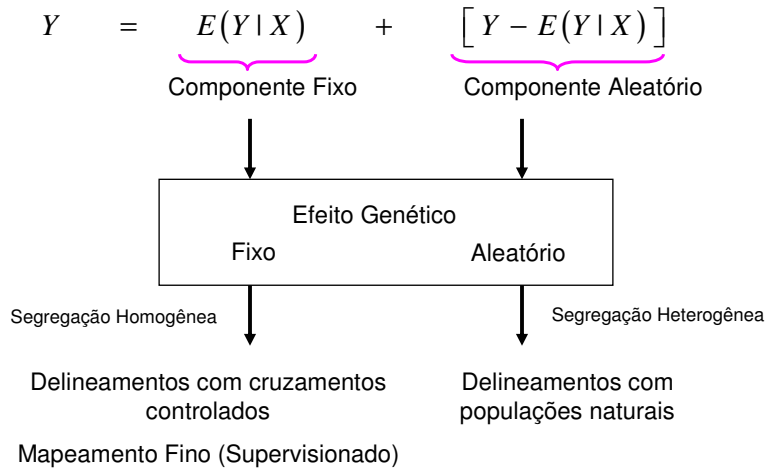 Y = E(Y | X) + [Y − E(Y | X)]
Componente Fixo Componente Aleatório
Efeito Genético
Fixo Aleatório
Segregação Homogênea Segregação Heterogênea
Delineamentos com cruzamentos
controlados
Delineamentos com
populações naturais
Mapeamento Fino (Supervisionado)